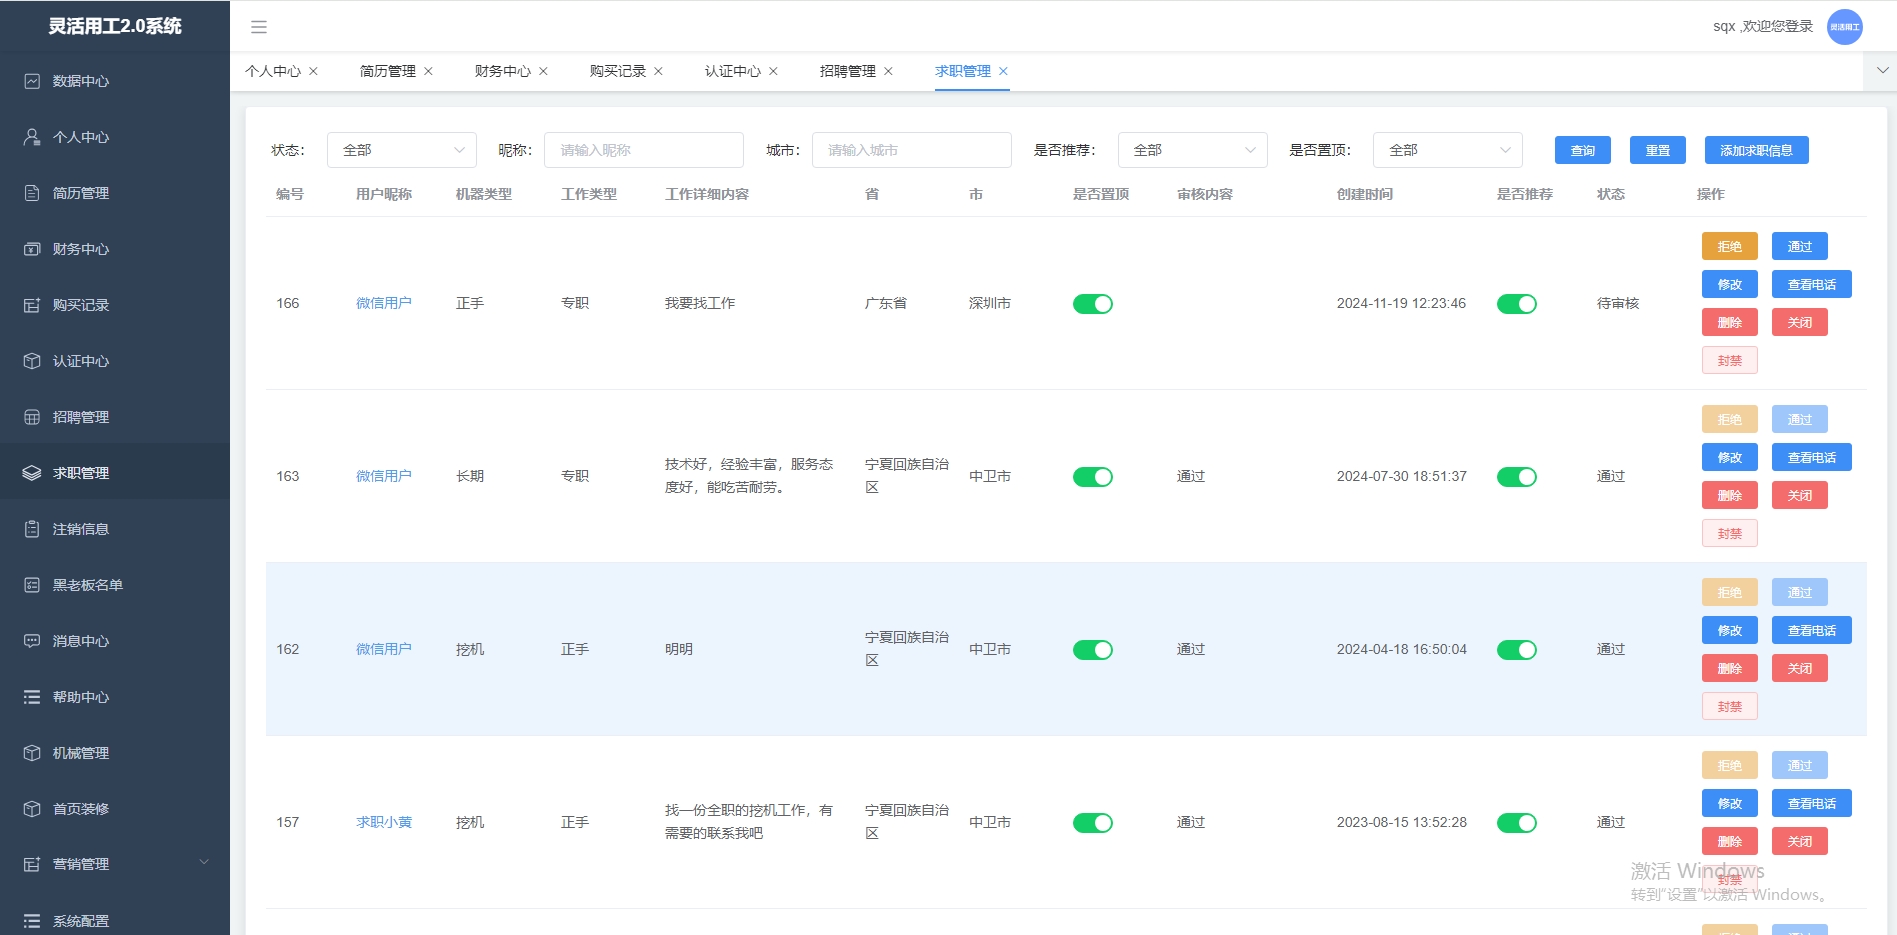 灵活用工2.0系统
sqx ,欢迎您登录
灵活用工
数据中心
个人中心
简历管理
财务中心
购买记录
认证中心
招聘管理
求职管理
注销信息
黑老板名单
消息中心
帮助中心
机械管理
首页装修
营销管理
系统配置
个人中心 简历管理 财务中心 购买记录 认证中心 招聘管理 求职管理
状态: 全部 昵称: 请输入昵称 城市: 请输入城市 是否推荐: 全部 是否置顶: 全部 查询 重置 添加求职信息
编号 用户昵称 机器类型 工作类型 工作详细内容 省 市 是否置顶 审核内容 创建时间 是否推荐 状态 操作
166 微信用户 正手 专职 我要找工作 广东省 深圳市 2024-11-19 12:23:46 待审核
拒绝 通过
修改 查看电话
删除 关闭
封禁
163 微信用户 长期 专职 技术好，经验丰富，服务态
度好，能吃苦耐劳。
宁夏回族自治
区
中卫市 通过 2024-07-30 18:51:37 通过
拒绝 通过
修改 查看电话
删除 关闭
封禁
162 微信用户 挖机 正手 明明 宁夏回族自治
区
中卫市 通过 2024-04-18 16:50:04 通过
拒绝 通过
修改 查看电话
删除 关闭
封禁
157 求职小黄 挖机 正手 找一份全职的挖机工作，有
需要的联系我吧
宁夏回族自治
区
中卫市 通过 2023-08-15 13:52:28 通过
拒绝 通过
修改 查看电话
删除 关闭
封禁
激活 Windows
转到"设置"以激活 Windows。